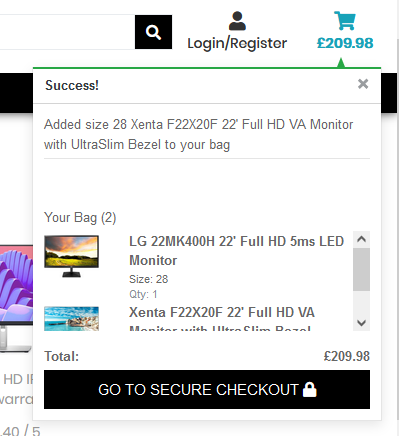 Login/Register
£209.98
Success!
×
Added size 28 Xenta F22X20F 22' Full HD VA Monitor
with UltraSlim Bezel to your bag
Your Bag (2)
LG 22MK400H 22' Full HD 5ms LED
Monitor
Size: 28
Qty: 1
Xenta F22X20F 22' Full HD VA
Monitor with UltraSlim Bezel
Total: £209.98
GO TO SECURE CHECKOUT
HD
warra
.40 / 5